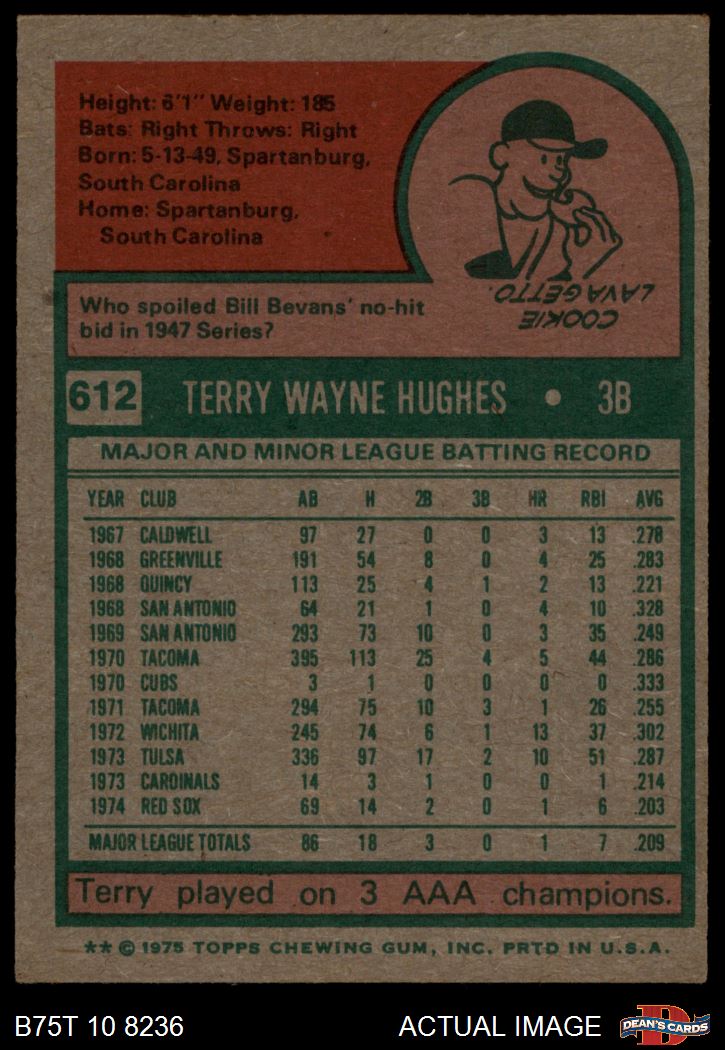 Height: 6'1" Weight: 185
Bats: Right Throws: Right
Born: 5-13-49, Spartanburg,
South Carolina
Home: Spartanburg,
South Carolina
COOKIE
LAVAGETTO.
Who spoiled Bill Bevans' no-hit
bid in 1947 Series?
612 TERRY WAYNE HUGHES • 3B
MAJOR AND MINOR LEAGUE BATTING RECORD
YEAR CLUB AB H 2B 3B HR RBI AVG
1967 CALDWELL 97 27 0 0 3 13 .278
1968 GREENVILLE 191 54 8 0 4 25 .283
1968 QUINCY 113 25 4 1 2 13 .221
1968 SAN ANTONIO 64 21 1 0 4 10 .328
1969 SAN ANTONIO 293 73 10 0 3 35 .249
1970 TACOMA 395 113 25 4 5 44 .286
1970 CUBS 3 1 0 0 0 0 .333
1971 TACOMA 294 75 10 3 1 26 .255
1972 WICHITA 245 74 6 1 13 37 .302
1973 TULSA 336 97 17 2 10 51 .287
1973 CARDINALS 14 3 1 0 0 1 .214
1974 RED SOX 69 14 2 0 1 6 .203
MAJOR LEAGUE TOTALS 86 18 3 0 1 7 .209
Terry played on 3 AAA champions.
** © 1975 TOPPS CHEWING GUM, INC. PRTD IN U.S.A.
B75T 10 8236 ACTUAL IMAGE DEAN'S CARDS